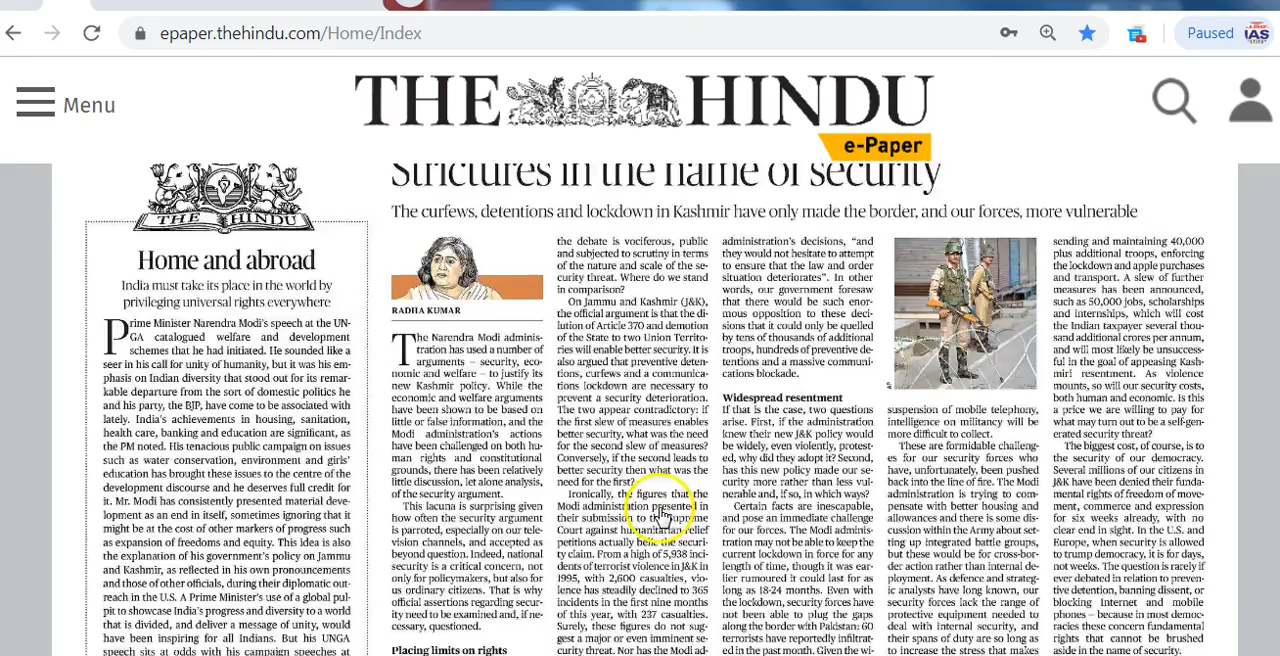 epaper.thehindu.com/Home/Index
Paused
IAS
Menu
THE HINDU
e-Paper
Strictures in the name of security
The curfews, detentions and lockdown in Kashmir have only made the border, and our forces, more vulnerable
THE HINDU
Home and abroad
India must take its place in the world by
privileging universal rights everywhere
Prime Minister Narendra Modi's speech at the UN-
GA catalogued welfare and development
schemes that he had initiated. He sounded like a
seer in his call for unity of humanity, but it was his em-
phasis on Indian diversity that stood out for its remar-
kable departure from the sort of domestic politics he
and his party, the BJP, have come to be associated with
lately. India's achievements in housing, sanitation,
health care, banking and education are significant, as
the PM noted. His tenacious public campaign on issues
such as water conservation, environment and girls'
education has brought these issues to the centre of the
development discourse and he deserves full credit for
it. Mr. Modi has consistently presented material deve-
lopment as an end in itself, sometimes ignoring that it
might be at the cost of other markers of progress such
as expansion of freedoms and equality. This idea is also
the explanation of his government's policy on Jammu
and Kashmir, as reflected in his own pronouncements
and those of other officials, during their diplomatic out-
reach in the U.S. A Prime Minister's use of a global pul-
pit to showcase India's progress and diversity to a world
that is divided, and deliver a message of unity, would
have been inspiring for all Indians. But his UNGA
speech sits at odds with his campaign speeches at
RADHA KUMAR
The Narendra Modi adminis-
tration has used a number of
arguments – security, eco-
nomic and welfare – to justify its
new Kashmir policy. While the
economic and welfare arguments
have been shown to be based on
little or false information, and the
Modi administration's actions
have been challenged on both hu-
man rights and constitutional
grounds, there has been relatively
little discussion, let alone analysis,
of the security argument.
This lacuna is surprising given
how often the security argument
is parroted, especially on our tele-
vision channels, and accepted as
beyond question. Indeed, national
security is a critical concern, not
only for policymakers, but also for
us ordinary citizens. That is why
official assertions regarding secur-
ity need to be examined and, if ne-
cessary, questioned.
Placing limits on rights
the debate is vociferous, public
and subjected to scrutiny in terms
of the nature and scale of the se-
curity threat. Where do we stand
in comparison?
On Jammu and Kashmir (J&K),
the official argument is that the di-
lution of Article 370 and demotion
of the State to two Union Territo-
ries will enable better security. It is
also argued that preventive deten-
tions, curfews and a communica-
tions lockdown are necessary to
prevent a security deterioration.
The two appear contradictory: if
the first slew of measures enables
better security, what was the need
for the second slew of measures?
Conversely, if the second leads to
better security then what was the
need for the first?
Ironically, the figures that the
Modi administration presented in
their submission to the Supreme
Court against humanitarian relief
petitions actually belie the securi-
ty claim. From a high of 5,938 inci-
dents of terrorist violence in J&K in
1995, with 2,600 casualties, vio-
lence has steadily declined to 365
incidents in the first nine months
of this year, with 237 casualties.
Surely, these figures do not sug-
gest a major or even imminent se-
curity threat. Nor has the Modi ad-
administration's decisions, "and
they would not hesitate to attempt
to ensure that the law and order
situation deteriorates". In other
words, our government foresaw
that there would be such enor-
mous opposition to these deci-
sions that it could only be quelled
by tens of thousands of additional
troops, hundreds of preventive de-
tentions and a massive communi-
cations blockade.
Widespread resentment
If that is the case, two questions
arise. First, if the administration
knew their new J&K policy would
be widely, even violently, protest-
ed, why did they adopt it? Second,
has this new policy made our se-
curity more rather than less vul-
nerable and, if so, in which ways?
Certain facts are inescapable,
and pose an immediate challenge
for our forces. The Modi adminis-
tration may not be able to keep the
current lockdown in force for any
length of time, though it was ear-
lier rumoured it could last for as
long as 18-24 months. Even with
the lockdown, security forces have
not been able to plug the gaps
along the border with Pakistan: 60
terrorists have reportedly infiltrat-
ed in the past month. Given the wi-
AP
suspension of mobile telephony,
intelligence on militancy will be
more difficult to collect.
These are formidable challeng-
es for our security forces who
have, unfortunately, been pushed
back into the line of fire. The Modi
administration is trying to com-
pensate with better housing and
allowances and there is some dis-
cussion within the Army about set-
ting up integrated battle groups,
but these would be for cross-bor-
der action rather than internal de-
ployment. As defence and strateg-
ic analysts have long known, our
security forces lack the range of
protective equipment needed to
deal with internal security, and
their spans of duty are so long as
to increase the stress that makes
sending and maintaining 40,000
plus additional troops, enforcing
the lockdown and apple purchases
and transport. A slew of further
measures has been announced,
such as 50,000 jobs, scholarships
and internships, which will cost
the Indian taxpayer several thou-
sand additional crores per annum,
and will most likely be unsuccess-
ful in the goal of appeasing Kash-
miri resentment. As violence
mounts, so will our security costs,
both human and economic. Is this
a price we are willing to pay for
what may turn out to be a self-gen-
erated security threat?
The biggest cost, of course, is to
the security of our democracy.
Several millions of our citizens in
J&K have been denied their funda-
mental rights of freedom of move-
ment, commerce and expression
for six weeks already, with no
clear end in sight. In the U.S. and
Europe, when security is allowed
to trump democracy, it is for days,
not weeks. The question is rarely if
ever debated in relation to preven-
tive detention, banning dissent, or
blocking Internet and mobile
phones – because in most democ-
racies these concern fundamental
rights that cannot be brushed
aside in the name of security.